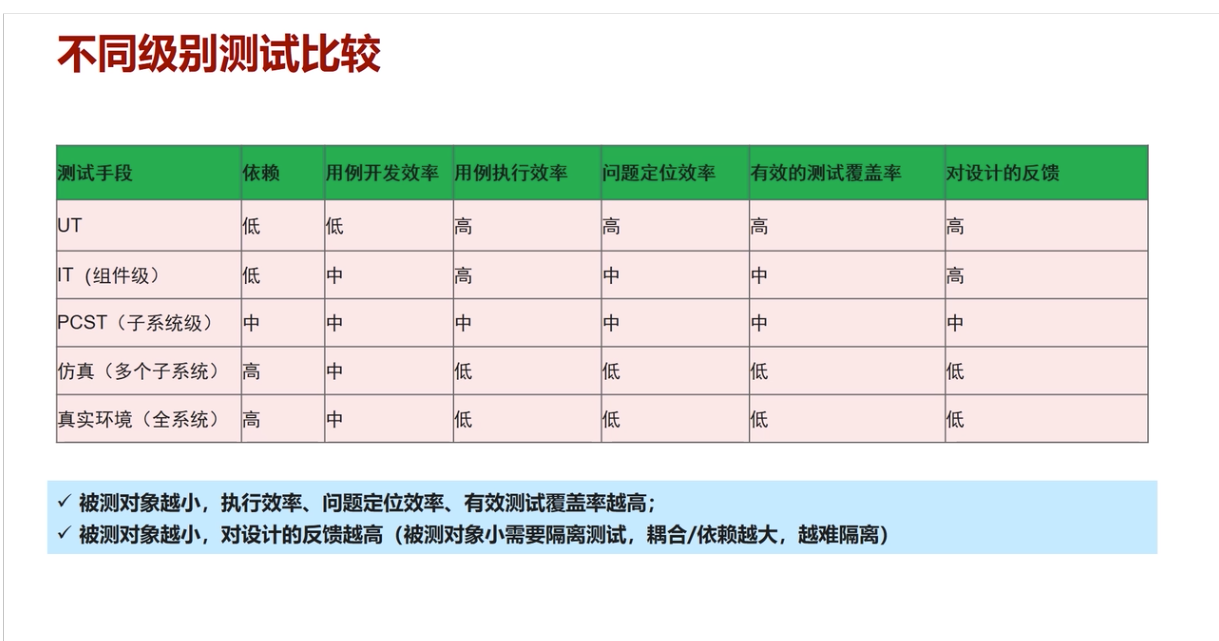 不同级别测试比较
测试手段 依赖 用例开发效率 用例执行效率 问题定位效率 有效的测试覆盖率 对设计的反馈
UT 低 低 高 高 高 高
IT（组件级） 低 中 高 中 中 高
PCST（子系统级） 中 中 中 中 中 中
仿真（多个子系统） 高 中 低 低 低 低
真实环境（全系统） 高 中 低 低 低 低
✓ 被测对象越小，执行效率、问题定位效率、有效测试覆盖率越高；
✓ 被测对象越小，对设计的反馈越高（被测对象小需要隔离测试，耦合/依赖越大，越难隔离）